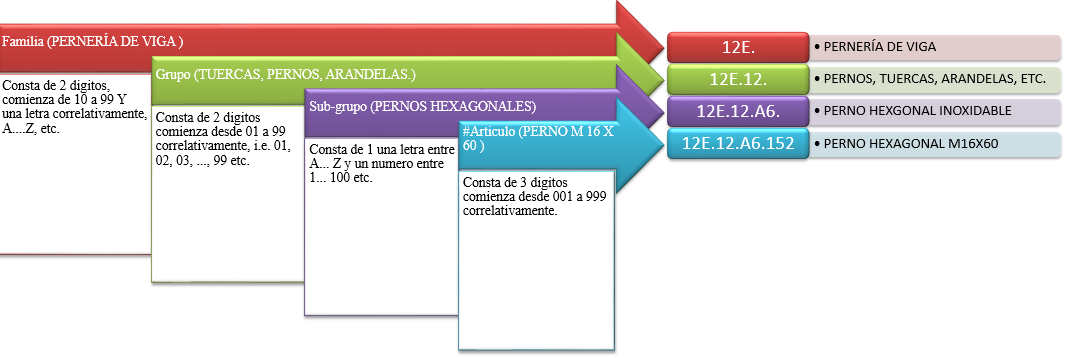 Familia (PERNERÍA DE VIGA )
Consta de 2 digitos,
comienza de 10 a 99 Y
una letra correlativamente,
A....Z, etc.
Grupo (TUERCAS, PERNOS, ARANDELAS.)
Consta de 2 digitos
comienza desde 01 a 99
correlativamente, i.e. 01,
02, 03, ..., 99 etc.
Sub-grupo (PERNOS HEXAGONALES)
Consta de 1 una letra entre
A... Z y un numero entre
1... 100 etc.
#Artículo (PERNO M 16 X
60 )
Consta de 3 digitos
comienza desde 001 a 999
correlativamente.
12E.
• PERNERÍA DE VIGA
12E.12.
• PERNOS, TUERCAS, ARANDELAS, ETC.
12E.12.A6.
• PERNO HEXGONAL INOXIDABLE
12E.12.A6.152
• PERNO HEXAGONAL M16X60